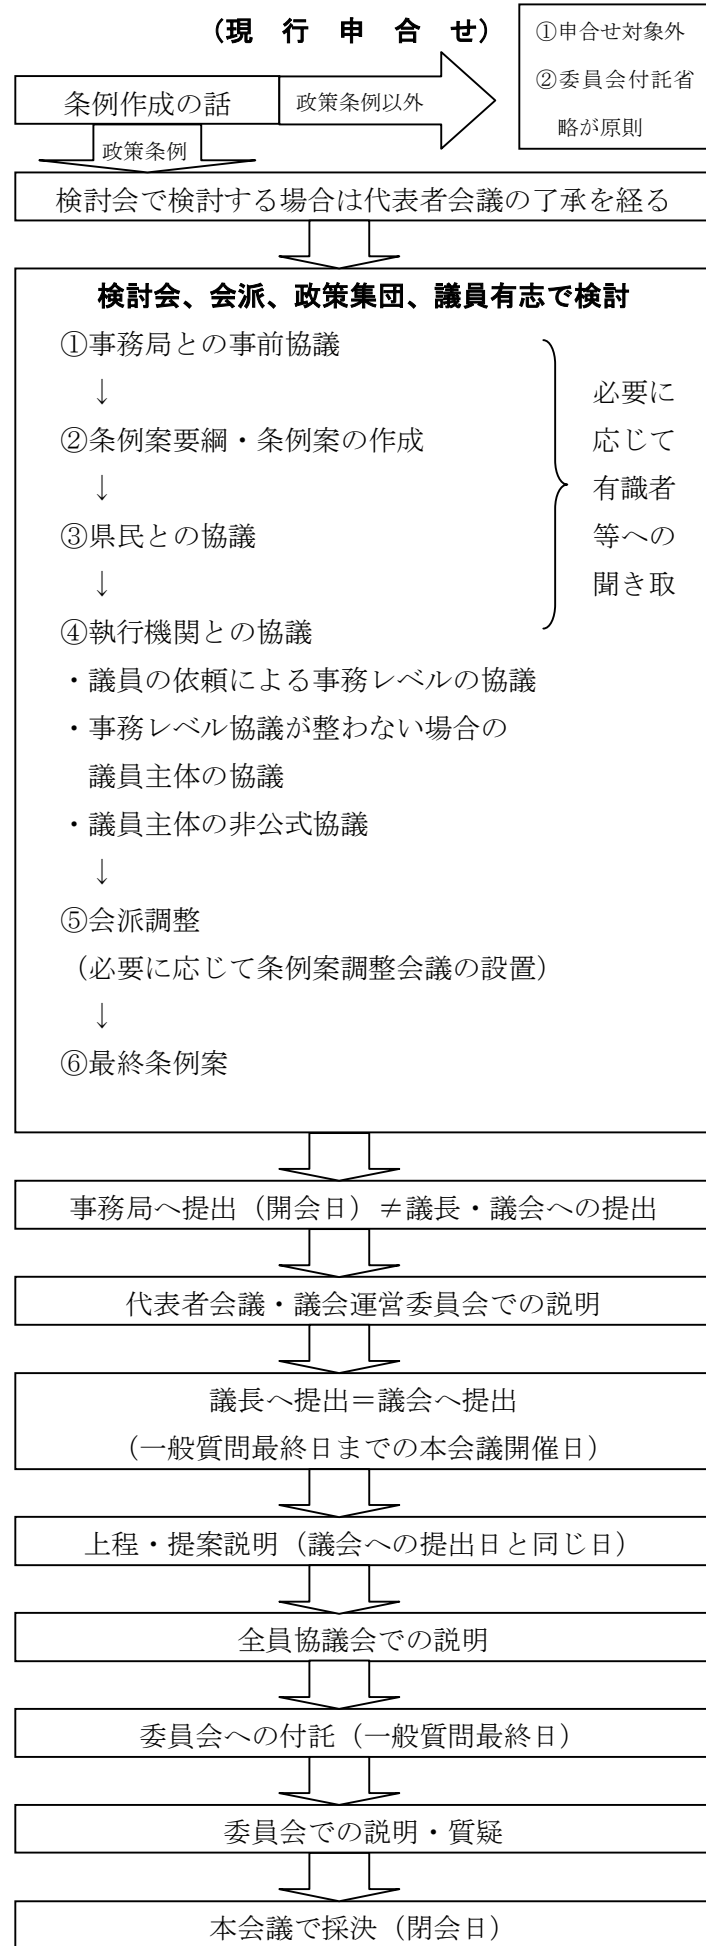 (現 行 申 合 せ)
①申合せ対象外
②委員会付託省
略が原則
条例作成の話
政策条例以外
政策条例
検討会で検討する場合は代表者会議の了承を経る
検討会、会派、政策集団、議員有志で検討
①事務局との事前協議
↓
②条例案要綱・条例案の作成
↓
③県民との協議
↓
④執行機関との協議
必要に
応じて
有識者
等への
聞き取
・議員の依頼による事務レベルの協議
・事務レベル協議が整わない場合の
議員主体の協議
・議員主体の非公式協議
↓
⑤会派調整
(必要に応じて条例案調整会議の設置)
↓
⑥最終条例案
事務局へ提出(開会日)≠議長・議会への提出
代表者会議・議会運営委員会での説明
議長へ提出=議会へ提出
(一般質問最終日までの本会議開催日)
上程・提案説明(議会への提出日と同じ日)
全員協議会での説明
委員会への付託(一般質問最終日)
委員会での説明・質疑
本会議で採決(閉会日)